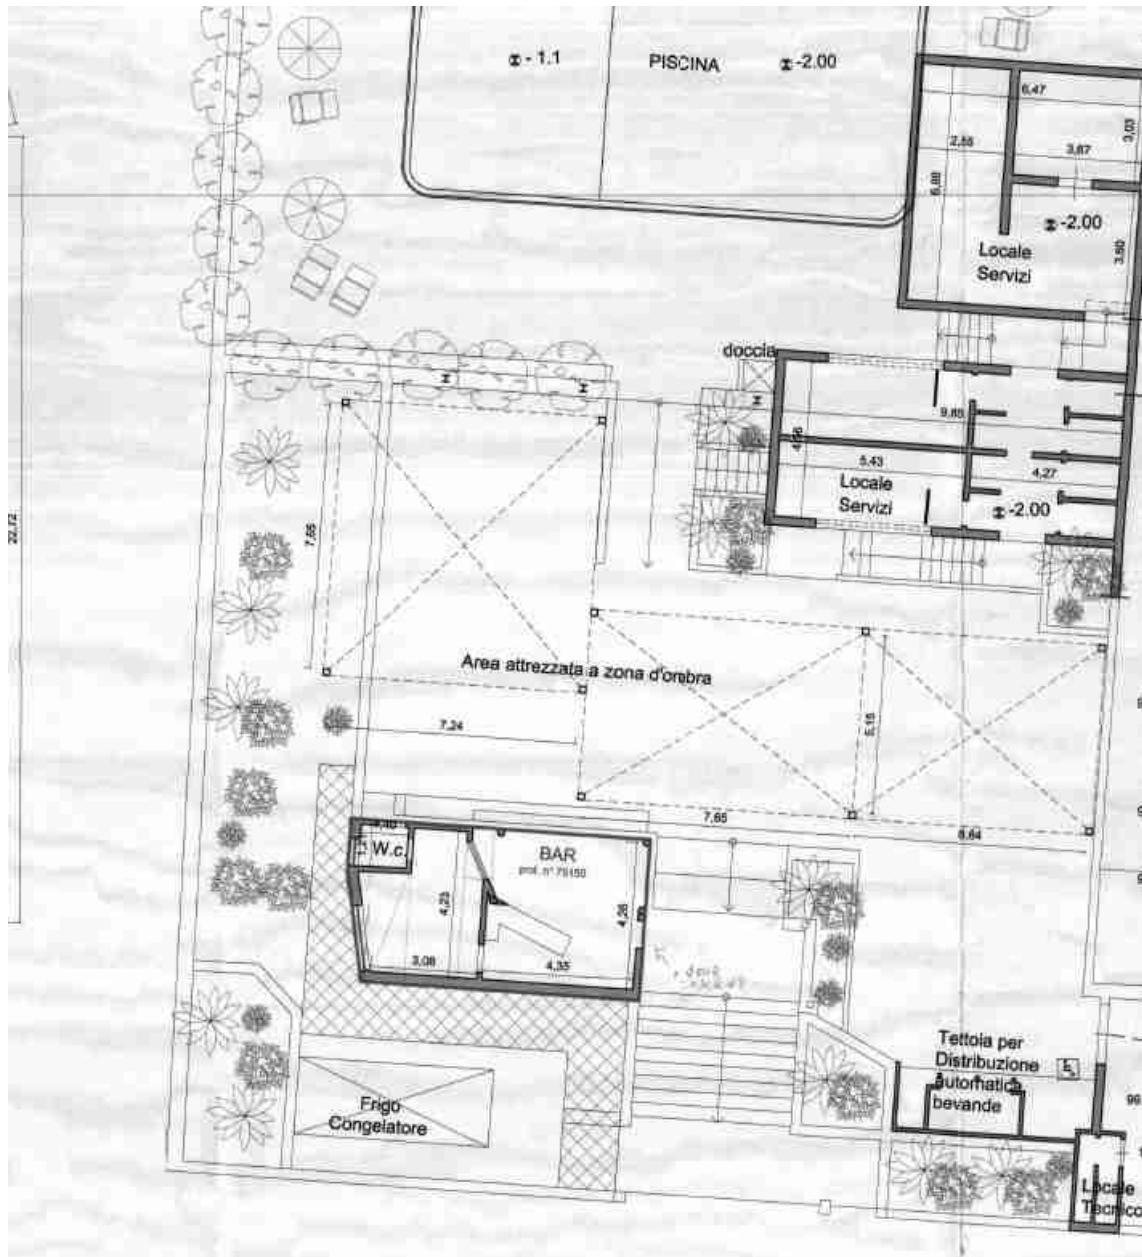 -1.1
PISCINA
-2.00
6,47
3,03
2,55
3,87
6,88
-2.00
3,60
Locale
Servizi
doccia
9,85
5,43
4,27
Locale
Servizi
-2.00
7,65
22,72
Area attrezzata a zona d'ombra
7,24
5,15
7,65
6,64
W.c.
BAR
4,23
4,26
3,08
4,35
Tettoia per
Distribuzione
automatica
bevande
Frigo
Congelatore
Locale
Tecnico